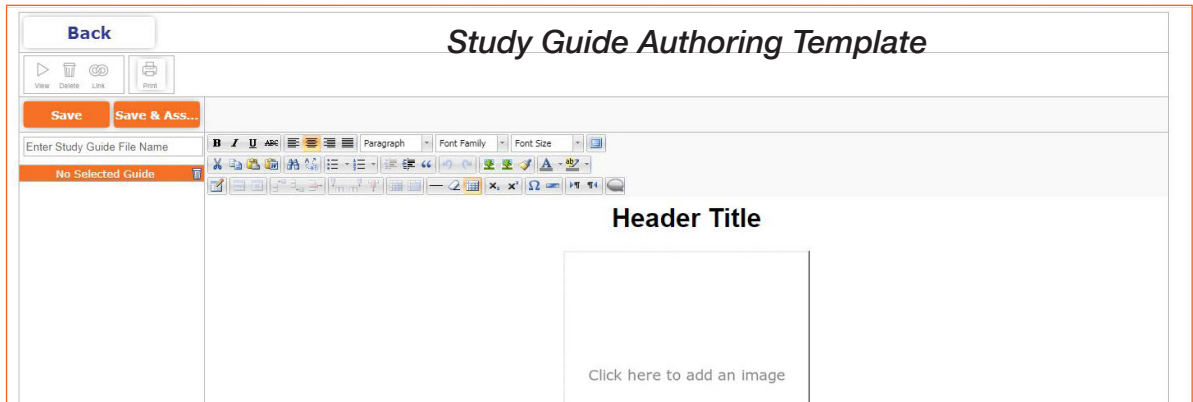 Back
Study Guide Authoring Template
View Delete Link Print
Save Save & Ass...
Enter Study Guide File Name
B I U ABC Paragraph Font Family Font Size
No Selected Guide
Header Title
Click here to add an image